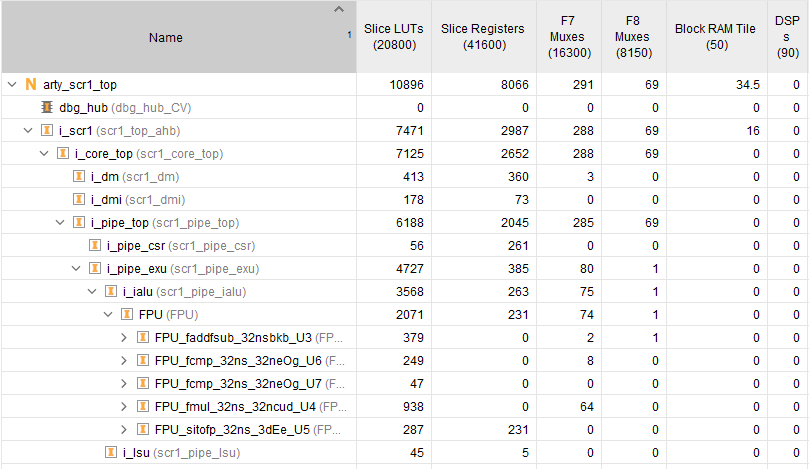 Name 1 Slice LUTs (20800) Slice Registers (41600) F7 Muxes (16300) F8 Muxes (8150) Block RAM Tile (50) DSPs (90)
N arty_scr1_top 10896 8066 291 69 34.5 0
dbg_hub (dbg_hub_CV) 0 0 0 0 0 0
I i_scr1 (scr1_top_ahb) 7471 2987 288 69 16 0
I i_core_top (scr1_core_top) 7125 2652 288 69 0 0
I i_dm (scr1_dm) 413 360 3 0 0 0
I i_dmi (scr1_dmi) 178 73 0 0 0 0
I i_pipe_top (scr1_pipe_top) 6188 2045 285 69 0 0
I i_pipe_csr (scr1_pipe_csr) 56 261 0 0 0 0
I i_pipe_exu (scr1_pipe_exu) 4727 385 80 1 0 0
I i_ialu (scr1_pipe_ialu) 3568 263 75 1 0 0
I FPU (FPU) 2071 231 74 1 0 0
I FPU_faddfsub_32nsbkb_U3 (FP... 379 0 2 1 0 0
I FPU_fcmp_32ns_32neOg_U6 (FP... 249 0 8 0 0 0
I FPU_fcmp_32ns_32neOg_U7 (FP... 47 0 0 0 0 0
I FPU_fmul_32ns_32ncud_U4 (FP... 938 0 64 0 0 0
I FPU_sitofp_32ns_3dEe_U5 (FP... 287 231 0 0 0 0
I i_lsu (scr1_pipe_lsu) 45 5 0 0 0 0